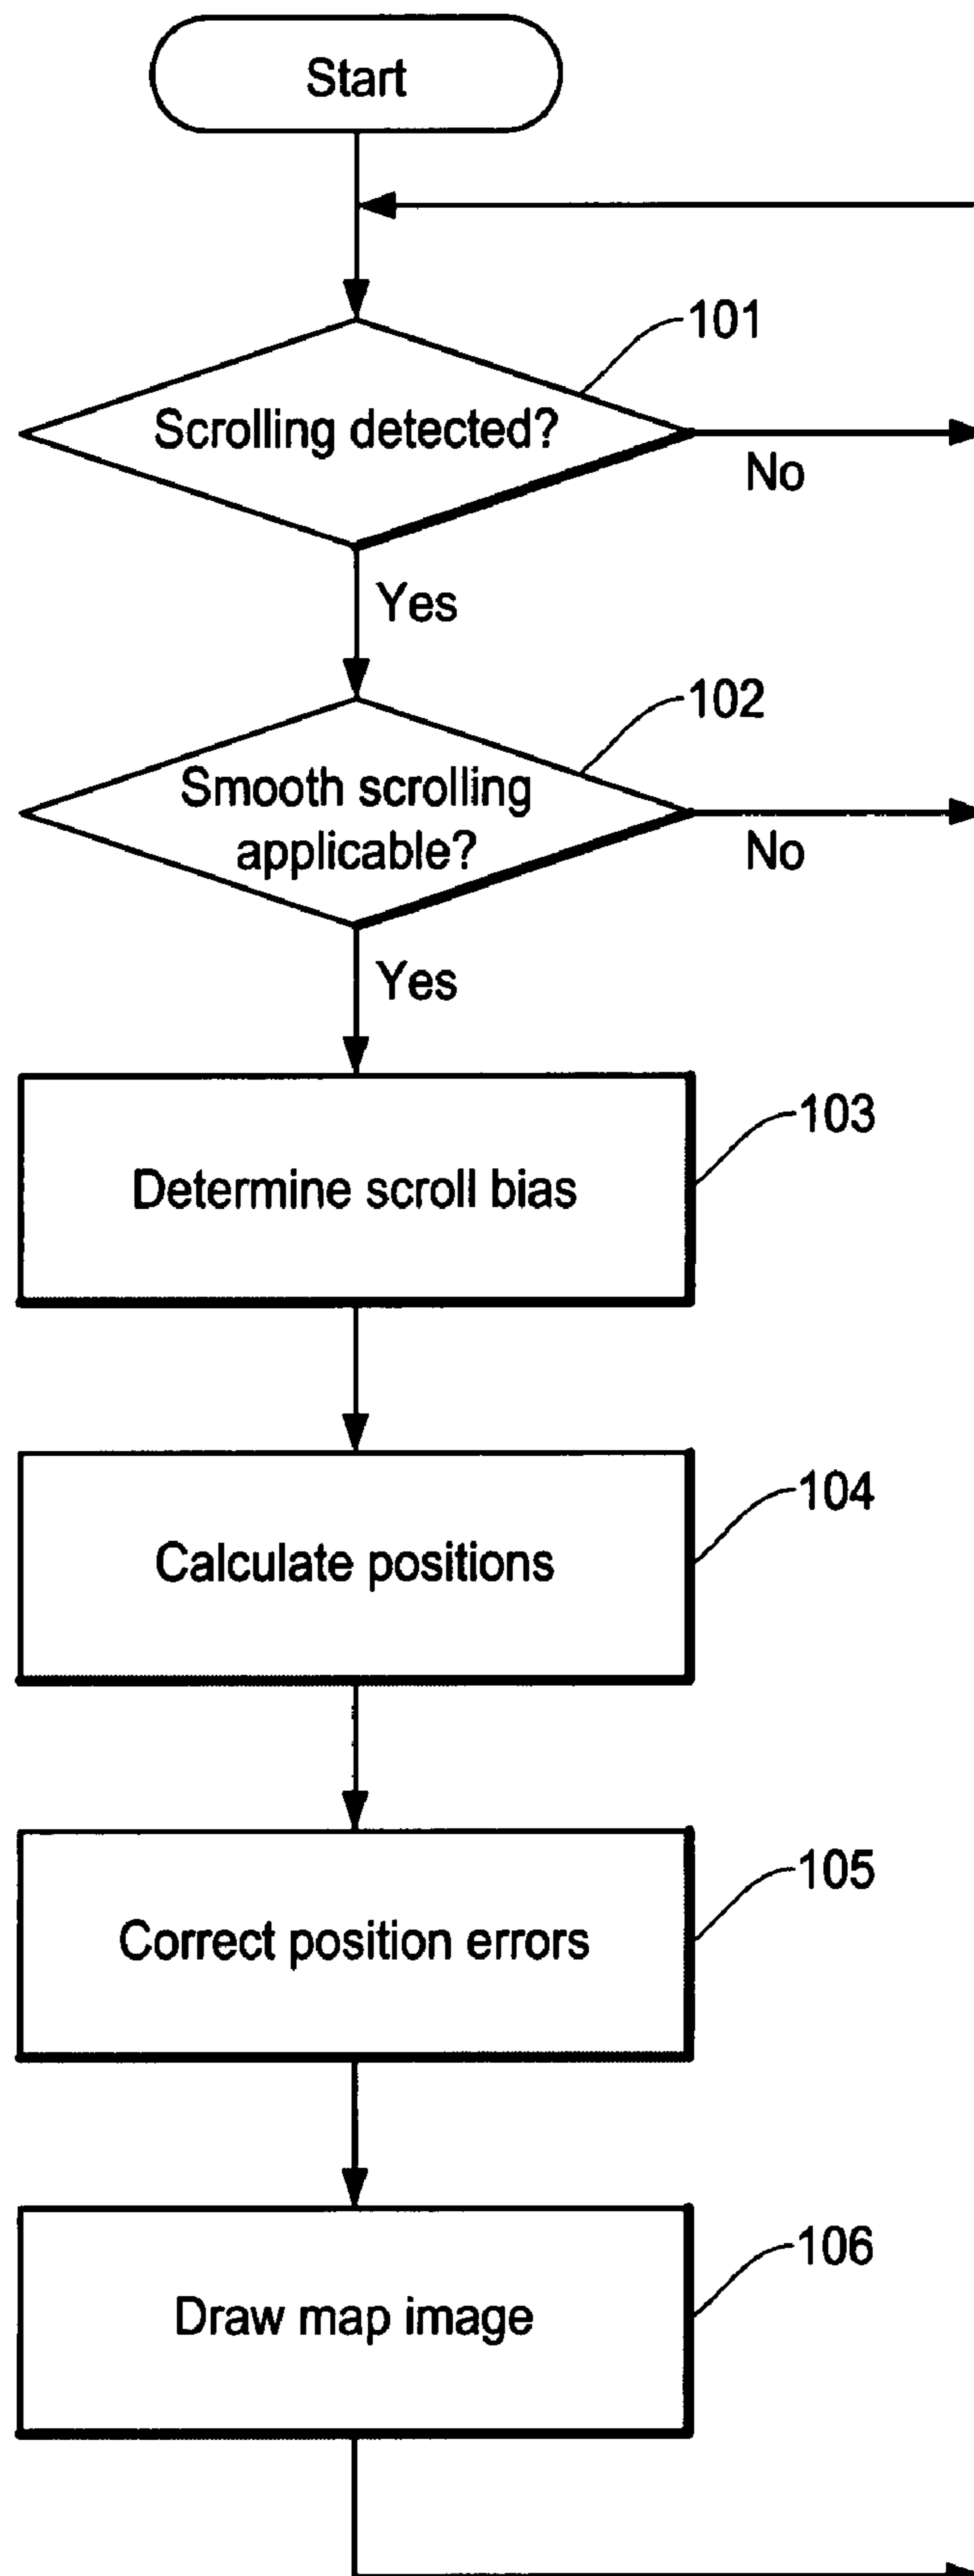 Start
101
Scrolling detected?
No
Yes
102
Smooth scrolling
applicable?
No
Yes
103
Determine scroll bias
104
Calculate positions
105
Correct position errors
106
Draw map image